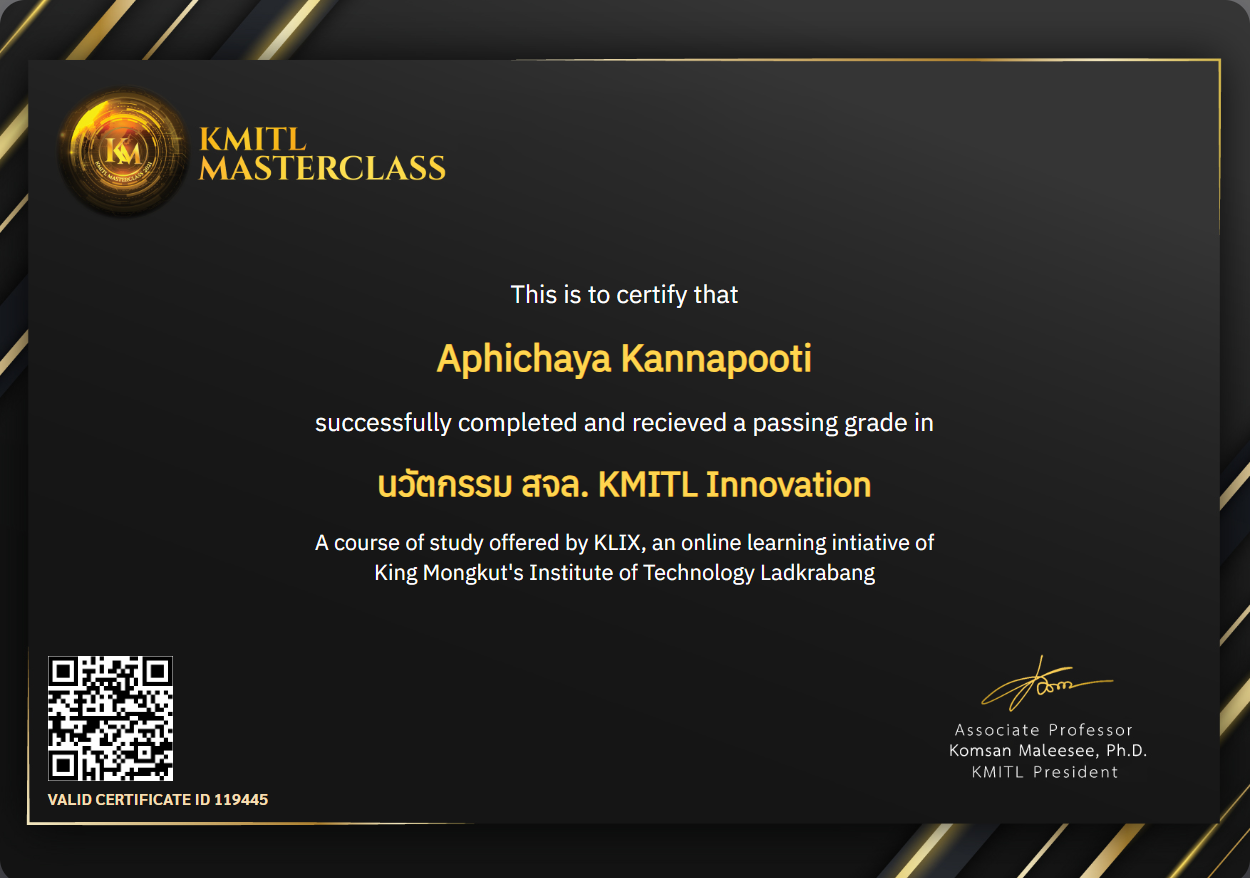 KM
KMITL MASTERCLASS 2021
KMITL
MASTERCLASS
This is to certify that
Aphichaya Kannapooti
successfully completed and recieved a passing grade in
นวัตกรรม สจล. KMITL Innovation
A course of study offered by KLIX, an online learning intiative of
King Mongkut's Institute of Technology Ladkrabang
Associate Professor
Komsan Maleesee, Ph.D.
KMITL President
VALID CERTIFICATE ID 119445